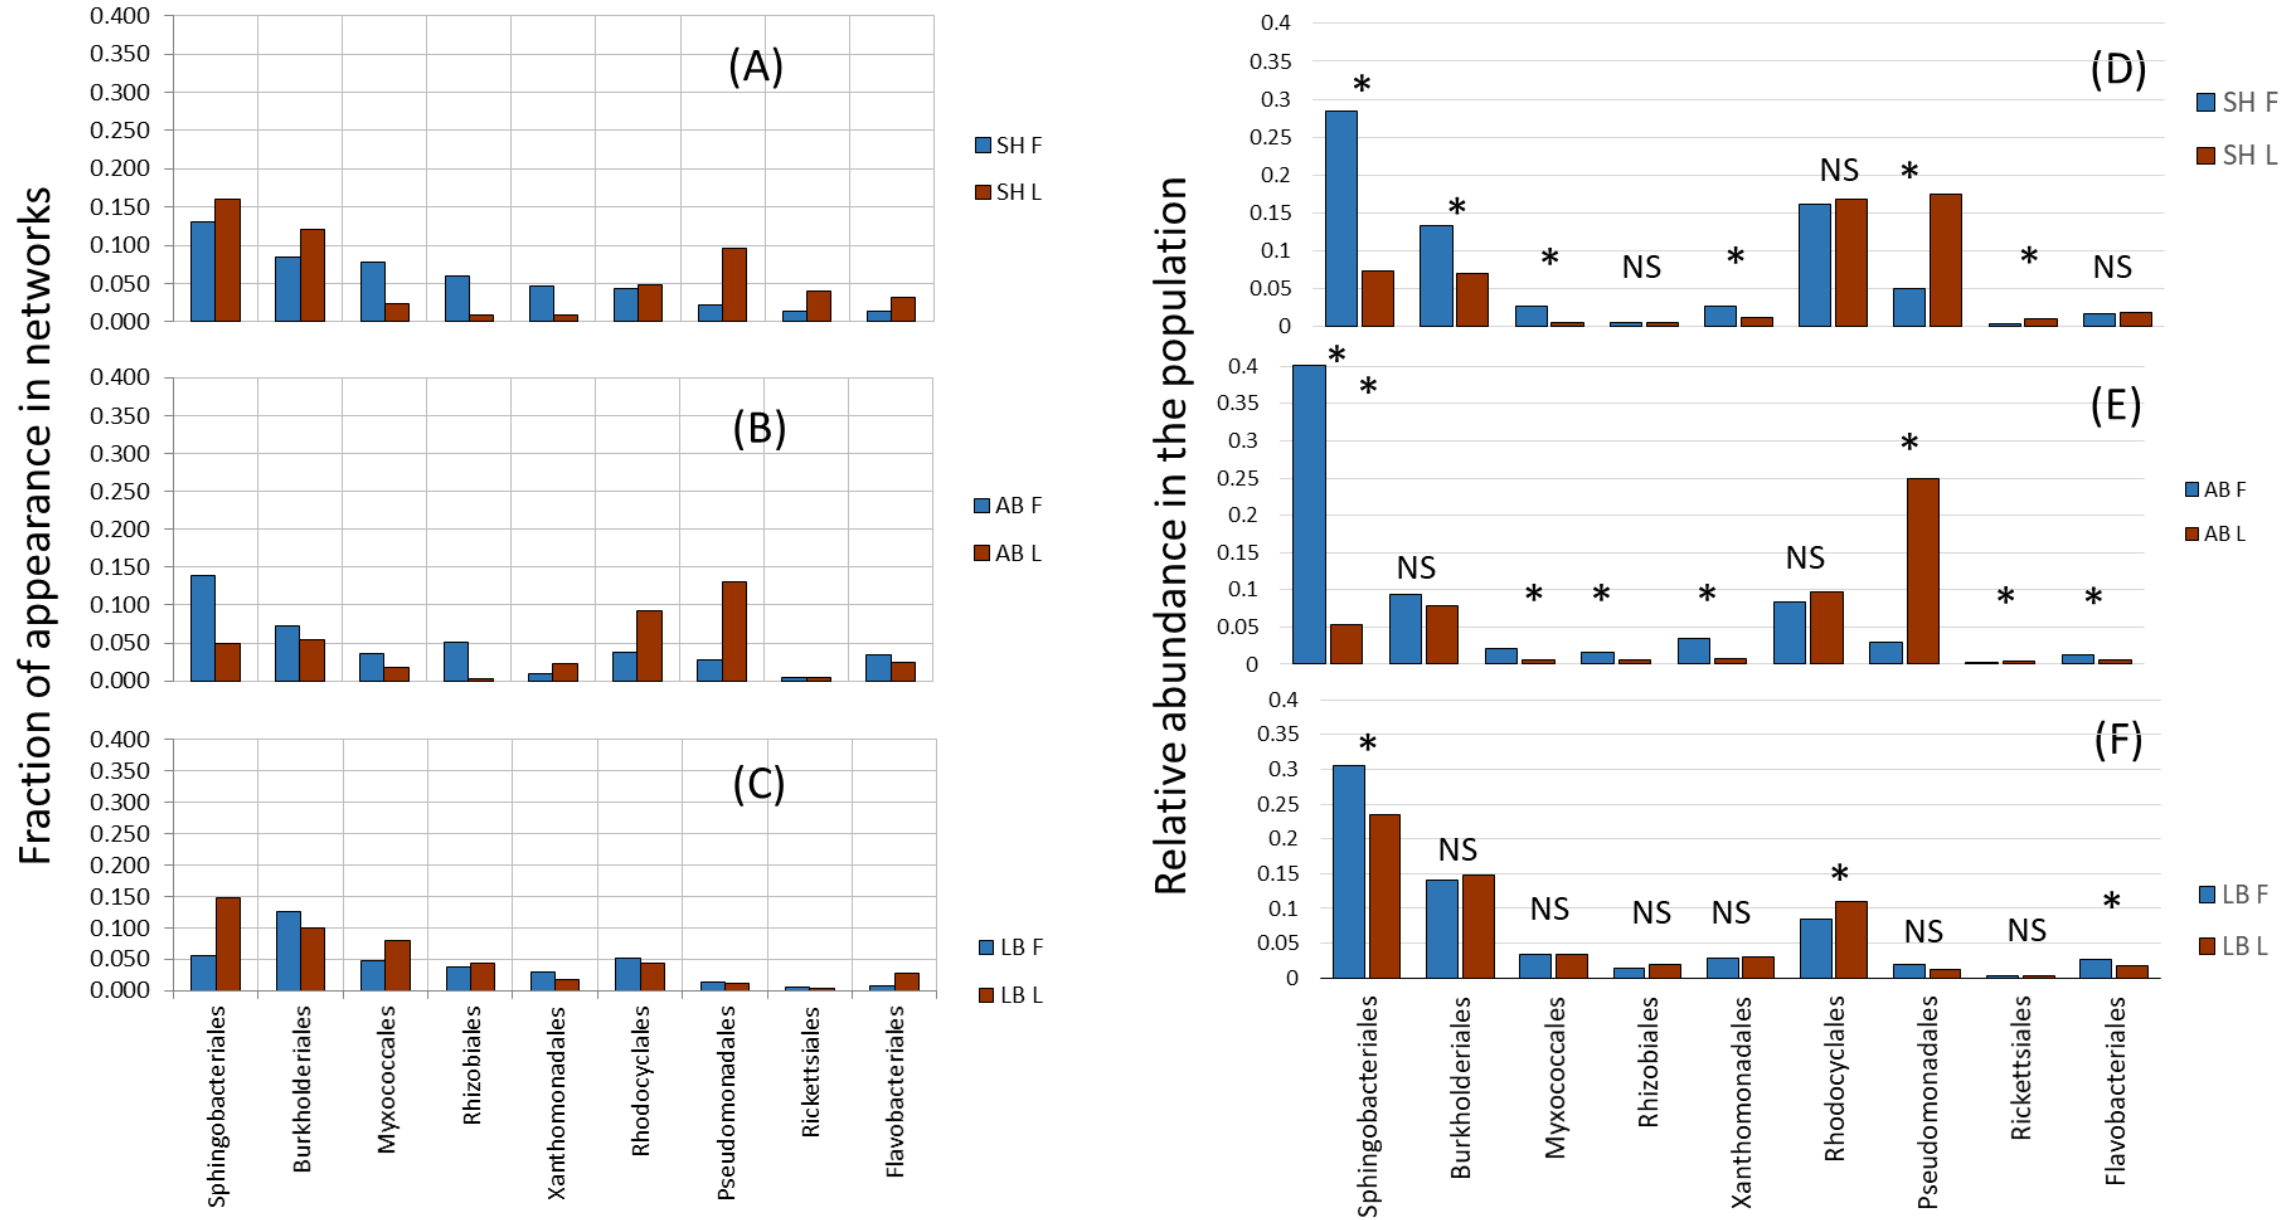 Fraction of appearance in networks
0.400
0.350
0.300
0.250
0.200
0.150
0.100
0.050
0.000
(A)
SH F
SH L
0.400
0.350
0.300
0.250
0.200
0.150
0.100
0.050
0.000
(B)
AB F
AB L
0.400
0.350
0.300
0.250
0.200
0.150
0.100
0.050
0.000
(C)
LB F
LB L
Sphingobacteriales
Burkholderiales
Myxococcales
Rhizobiales
Xanthomonadales
Rhodocyclales
Pseudomonadales
Rickettsiales
Flavobacteriales
Relative abundance in the population
0.4
0.35
0.3
0.25
0.2
0.15
0.1
0.05
0
(D)
* * * NS * NS * * NS
SH F
SH L
0.4
0.35
0.3
0.25
0.2
0.15
0.1
0.05
0
(E)
*
* NS * * * NS * * *
AB F
AB L
0.4
0.35
0.3
0.25
0.2
0.15
0.1
0.05
0
(F)
* NS NS NS NS * NS NS *
LB F
LB L
Sphingobacteriales
Burkholderiales
Myxococcales
Rhizobiales
Xanthomonadales
Rhodocyclales
Pseudomonadales
Rickettsiales
Flavobacteriales